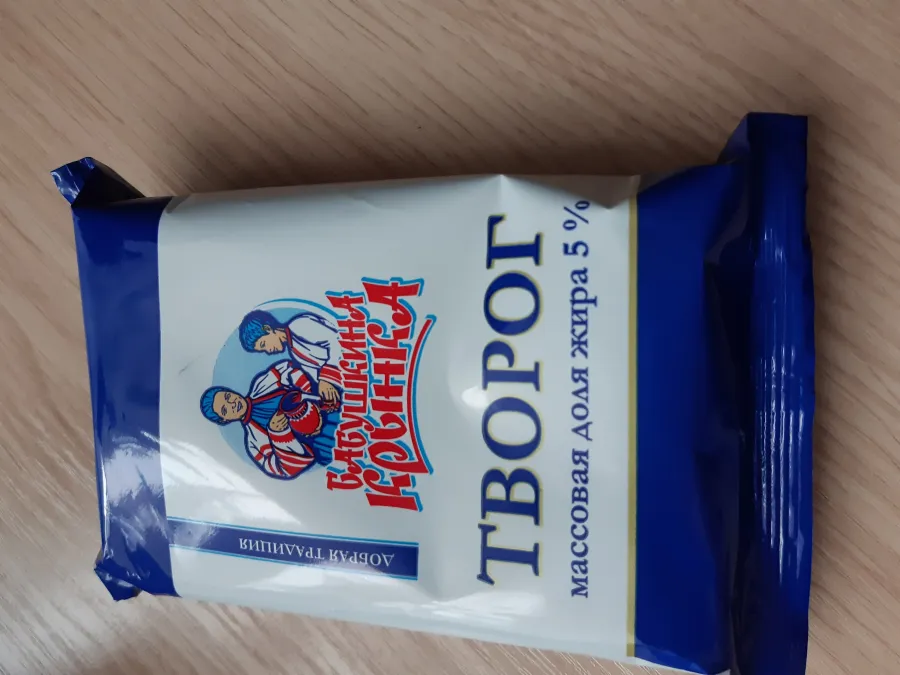 ДОБРАЯ ТРАДИЦИЯ
БАБУШКИНА
КРЫНКА
ТВОРОГ
массовая доля жира 5 %